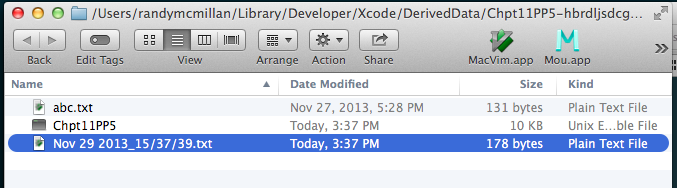 /Users/randymcmillan/Library/Developer/Xcode/DerivedData/Chpt11PP5-hbrdljsdcg...
Back Edit Tags View Arrange Action Share MacVim.app Mou.app
Name Date Modified Size Kind
abc.txt Nov 27, 2013, 5:28 PM 131 bytes Plain Text File
Chpt11PP5 Today, 3:37 PM 10 KB Unix E...ble File
Nov 29 2013_15/37/39.txt Today, 3:37 PM 178 bytes Plain Text File